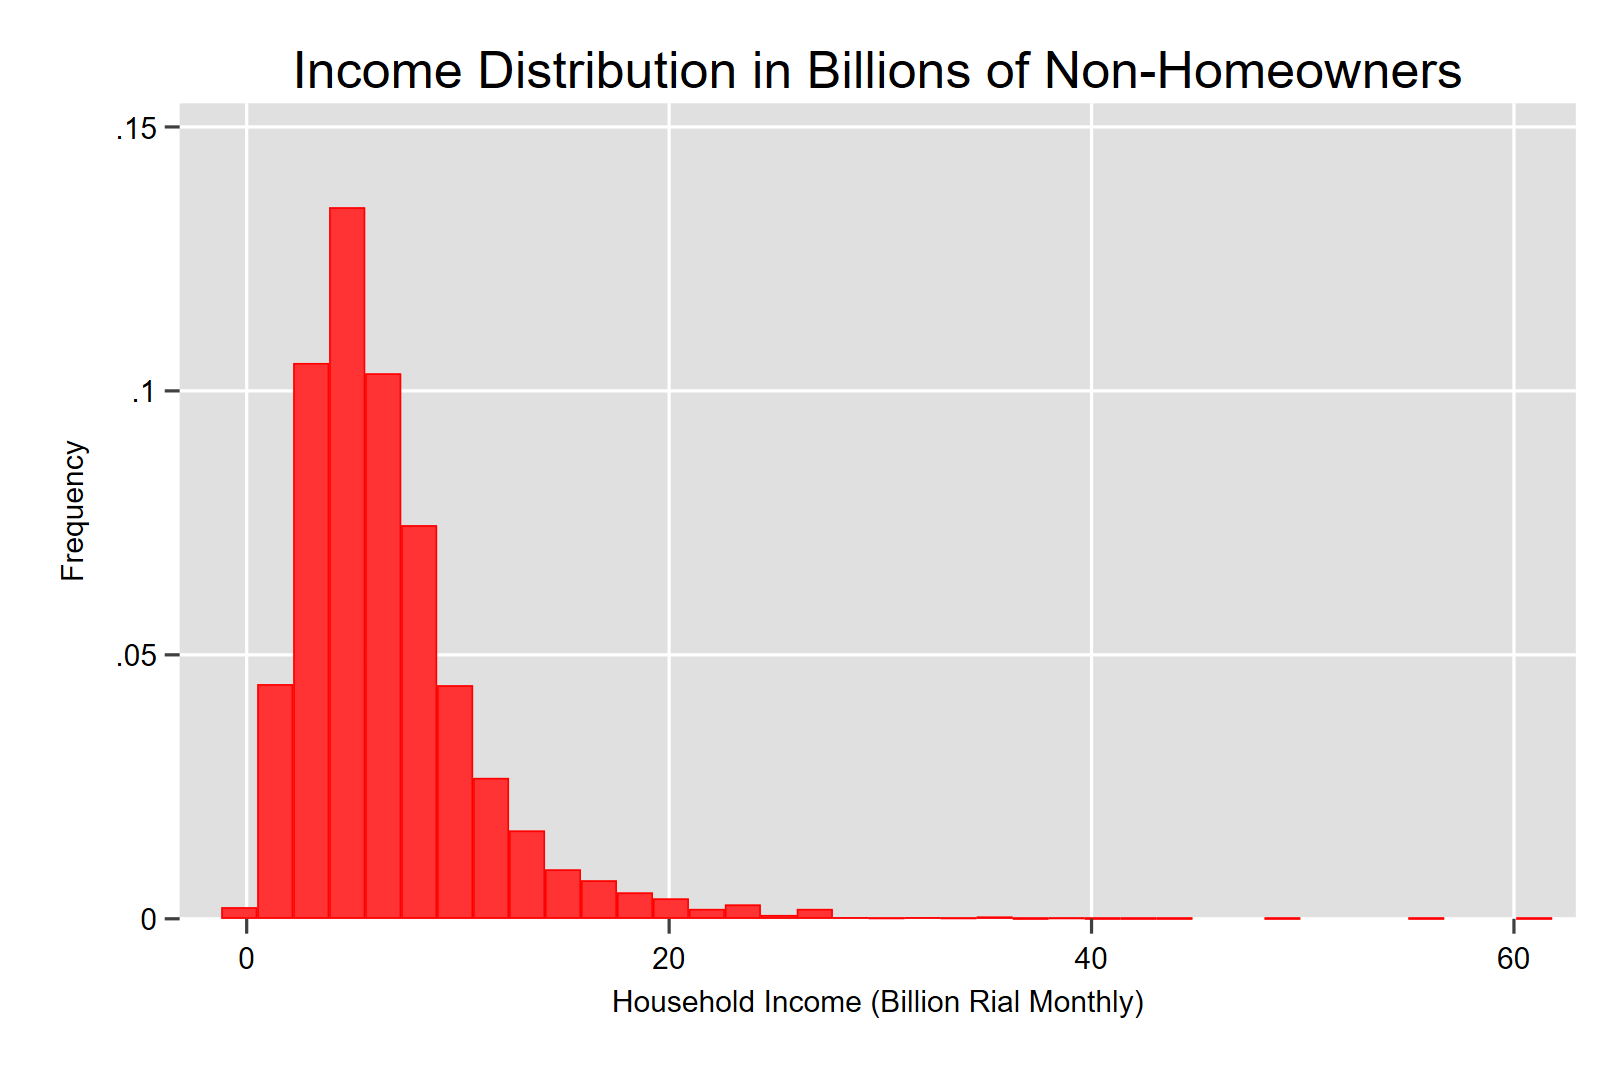 Income Distribution in Billions of Non-Homeowners
.15
.1
.05
0
Frequency
0 20 40 60
Household Income (Billion Rial Monthly)